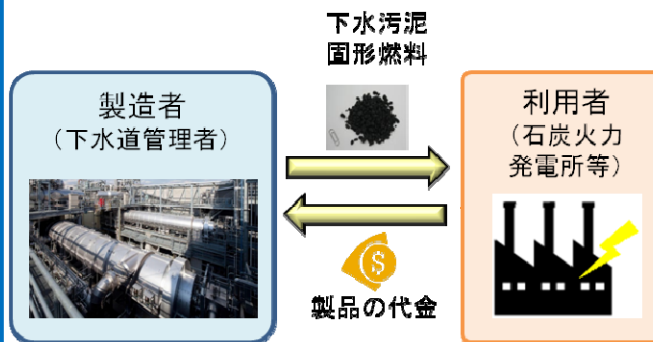 下水汚泥
固形燃料
製造者
（下水道管理者）
利用者
（石炭火力
発電所等）
$
製品の代金